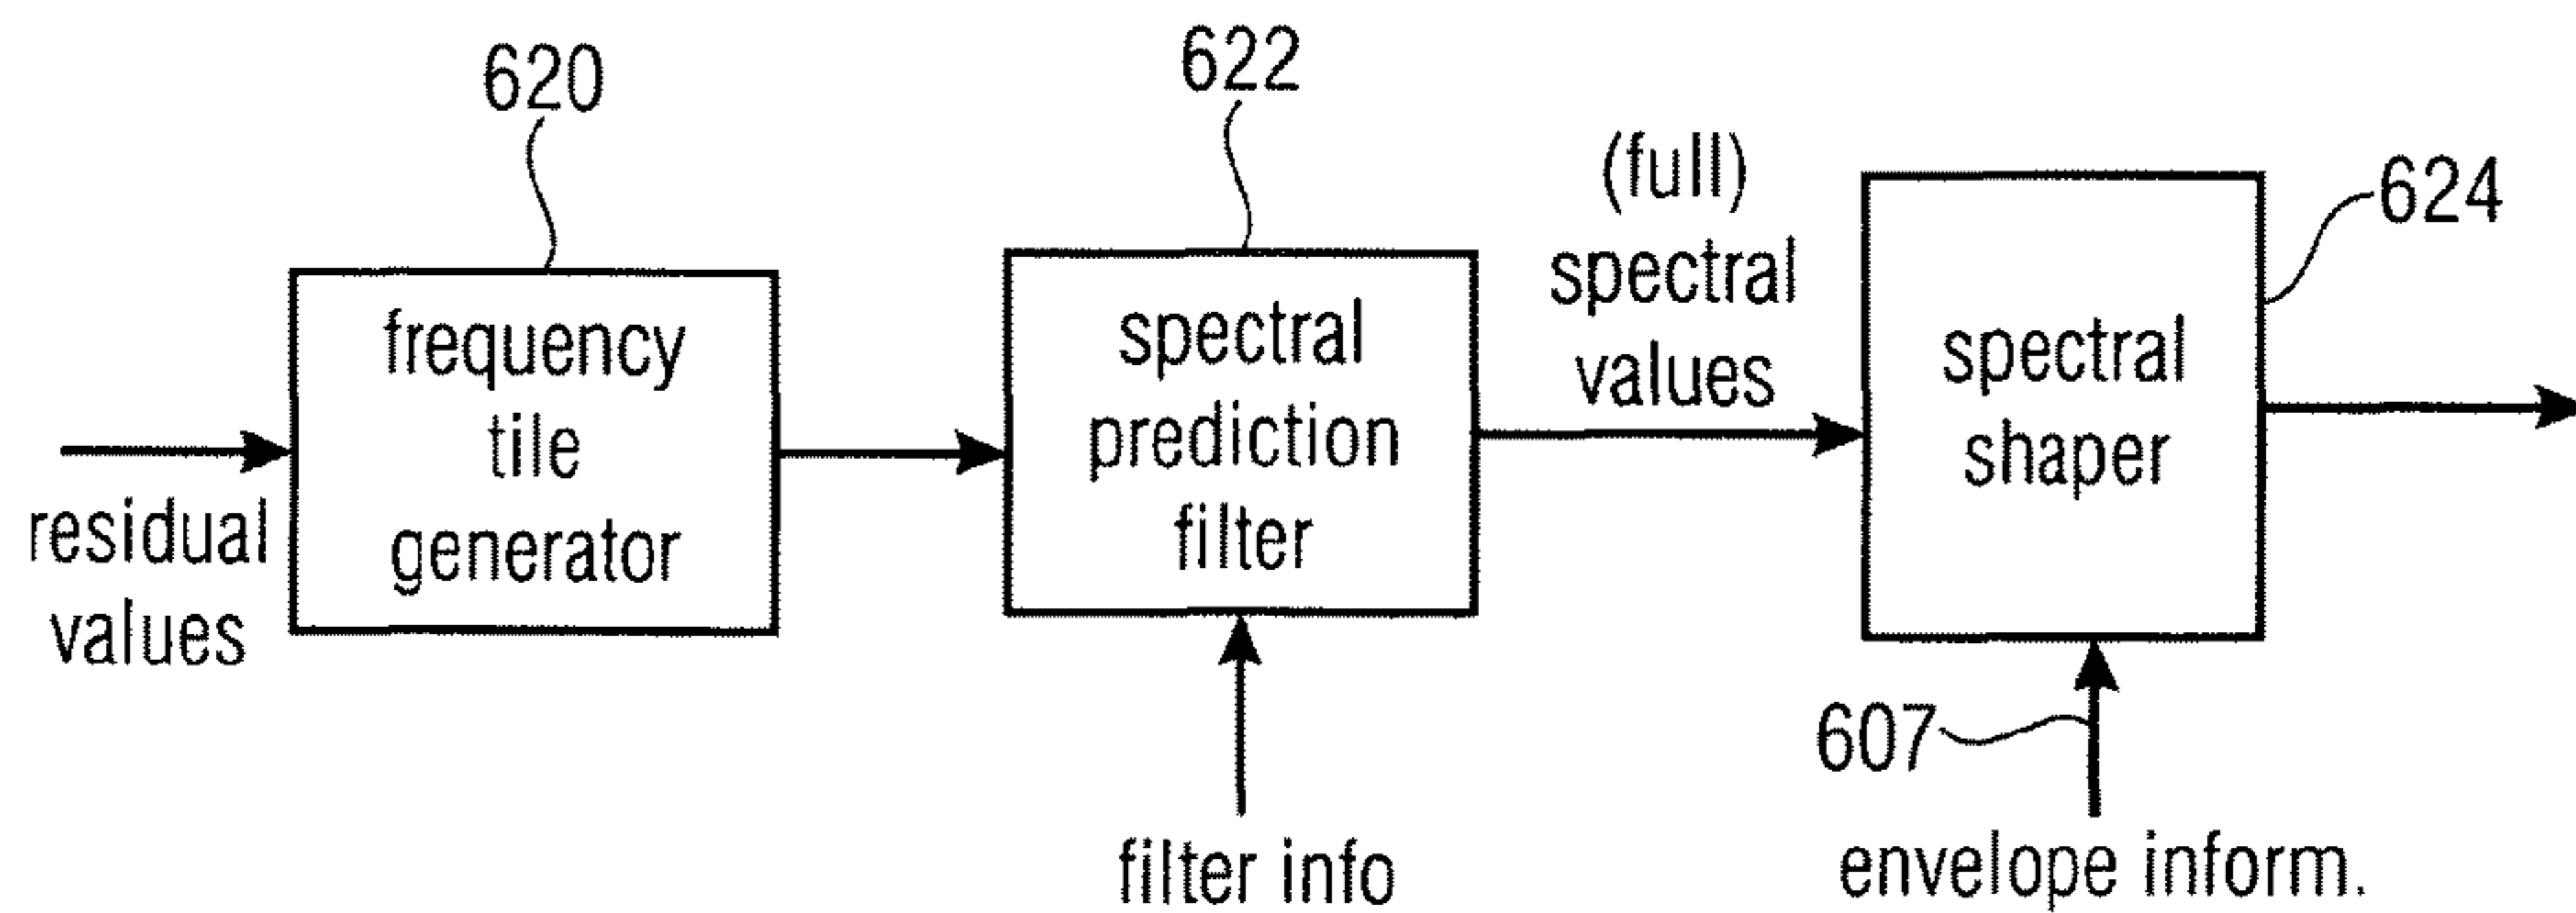 620
622
(full)
spectral
values
624
frequency
tile
generator
spectral
prediction
filter
spectral
shaper
residual
values
607
filter info
envelope inform.